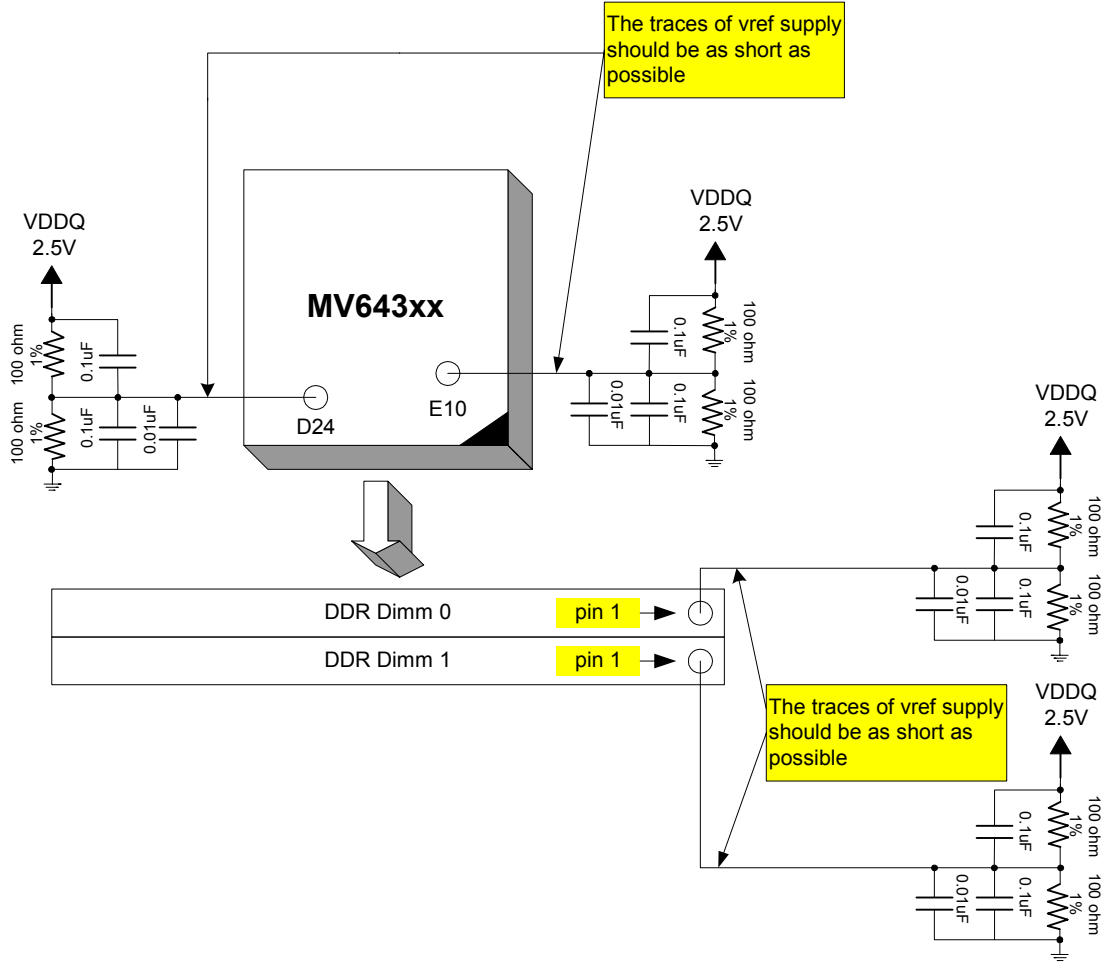 The traces of vref supply
should be as short as
possible
VDDQ
2.5V
VDDQ
2.5V
MV643xx
100 ohm
1%
0.1uF
100 ohm
1%
0.1uF
0.01uF
D24
E10
0.1uF
100 ohm
1%
0.01uF
0.1uF
100 ohm
1%
VDDQ
2.5V
0.1uF
100 ohm
1%
0.01uF
0.1uF
100 ohm
1%
DDR Dimm 0
pin 1
DDR Dimm 1
pin 1
The traces of vref supply
should be as short as
possible
VDDQ
2.5V
0.1uF
100 ohm
1%
0.01uF
0.1uF
100 ohm
1%